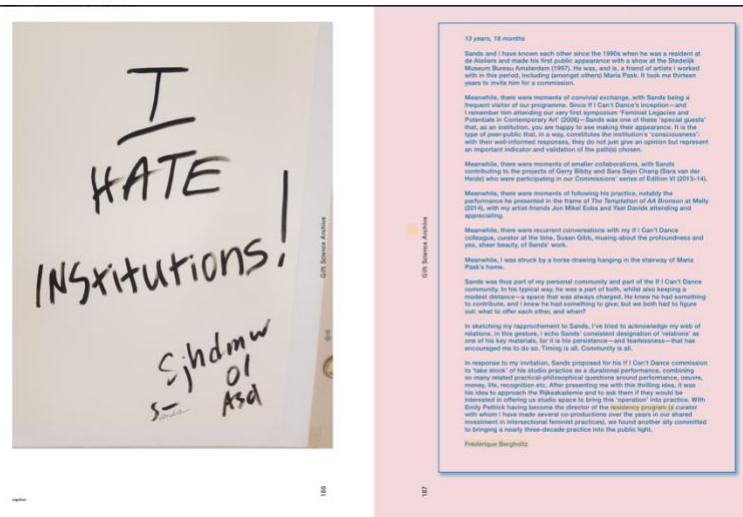 I
HATE
INStitutionS!
Sjhdmw
01
S-
Asd
Gift Science Archive
186
caption
13 years, 18 months
Sands and I have known each other since the 1990s when he was a resident at
de Ateliers and made his first public appearance with a show at the Stedelijk
Museum Bureau Amsterdam (1997). He was, and is, a friend of artists I worked
with in this period, including (amongst others) Maria Pask. It took me thirteen
years to invite him for a commission.
Meanwhile, there were moments of convivial exchange, with Sands being a
frequent visitor of our programme. Since If I Can't Dance's inception—and
I remember him attending our very first symposium 'Feminist Legacies and
Potentials in Contemporary Art' (2006)—Sands was one of these 'special guests'
that, as an institution, you are happy to see making their appearance. It is the
type of peer-public that, in a way, constitutes the institution's 'consciousness':
with their well-informed responses, they do not just give an opinion but represent
an important indicator and validation of the path(s) chosen.
Meanwhile, there were moments of smaller collaborations, with Sands
contributing to the projects of Gerry Bibby and Sara Sejin Chang (Sara van der
Heide) who were participating in our Commissions' series of Edition VI (2013–14).
Meanwhile, there were moments of following his practice, notably the
performance he presented in the frame of The Temptation of AA Bronson at Melly
(2014), with my artist-friends Jon Mikel Euba and Yael Davids attending and
appreciating.
Meanwhile, there were recurrent conversations with my If I Can't Dance
colleague, curator at the time, Susan Gibb, musing about the profoundness and
yes, sheer beauty, of Sands' work.
Meanwhile, I was struck by a horse drawing hanging in the stairway of Maria
Pask's home.
Sands was thus part of my personal community and part of the If I Can't Dance
community. In his typical way, he was a part of both, whilst also keeping a
modest distance—a space that was always charged. He knew he had something
to contribute, and I knew he had something to give; but we both had to figure
out: what to offer each other, and when?
In sketching my rapprochement to Sands, I've tried to acknowledge my web of
relations. In this gesture, I echo Sands' consistent designation of 'relations' as
one of his key materials, for it is his persistence—and fearlessness—that has
encouraged me to do so. Timing is all. Community is all.
In response to my invitation, Sands proposed for his If I Can't Dance commission
to 'take stock' of his studio practice as a durational performance, combining
so many related practical-philosophical questions around performance, oeuvre,
money, life, recognition etc. After presenting me with this thrilling idea, it was
his idea to approach the Rijksakademie and to ask them if they would be
interested in offering us studio space to bring this 'operation' into practice. With
Emily Pethick having become the director of the residency program (a curator
with whom I have made several co-productions over the years in our shared
investment in intersectional feminist practices), we found another ally committed
to bringing a nearly three-decade practice into the public light.
Frédérique Bergholtz
Gift Science Archive
187